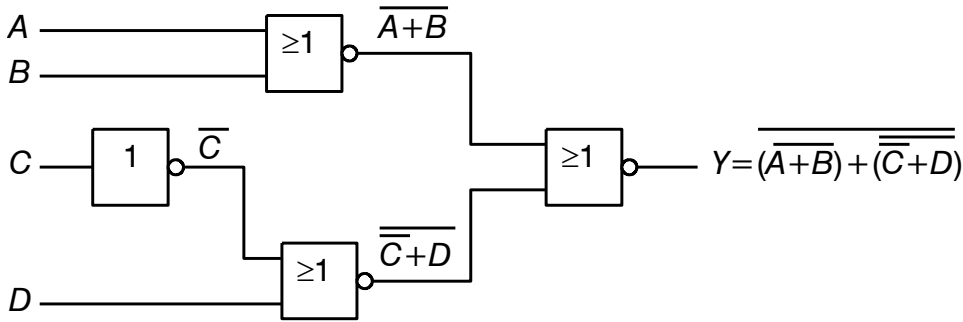 A
B
≥1
A̅+̅B̅
C
1
C̅
≥1
Y=(A̅+̅B̅)+(C̅+D)
D
≥1
C̅+D